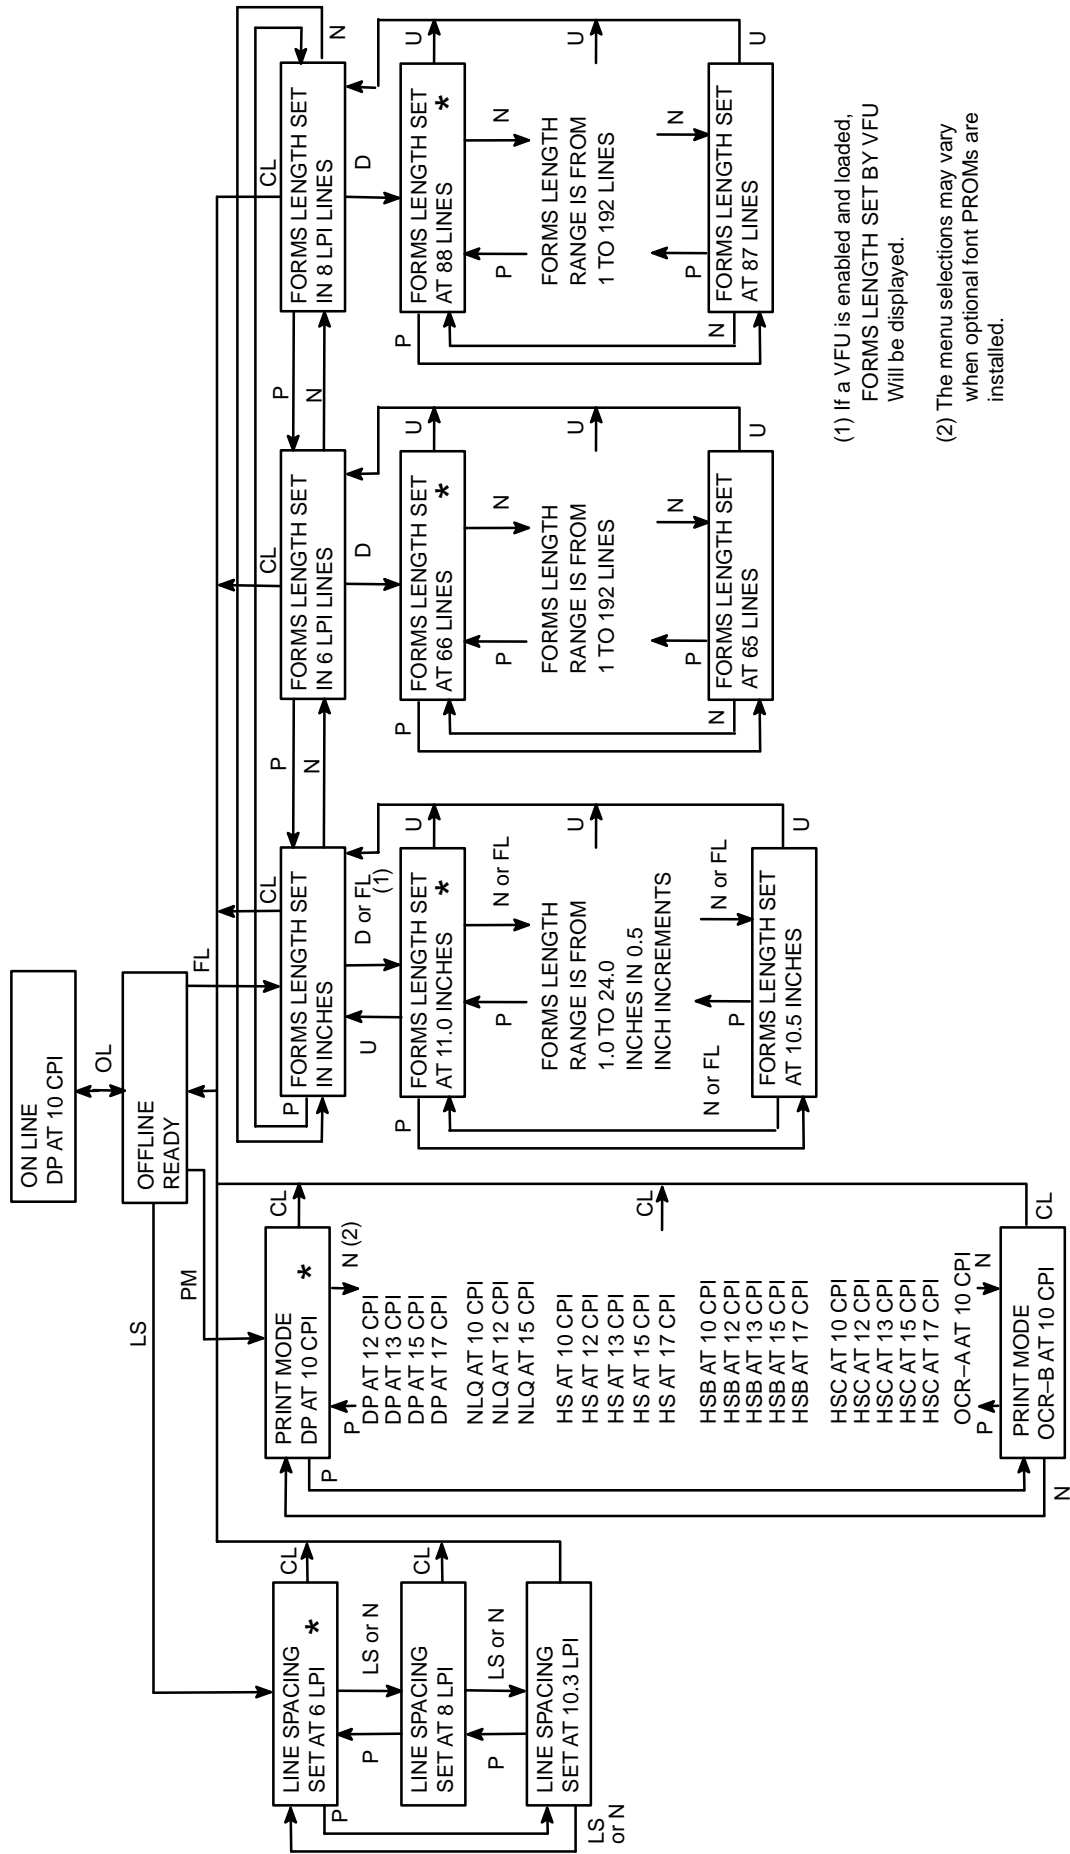 ON LINE
DP AT 10 CPI
OL
OFFLINE
READY
LS
PM
FL
LINE SPACING
SET AT 6 LPI *
CL
P
LS or N
P
LINE SPACING
SET AT 8 LPI
CL
LS or N
P
LINE SPACING
SET AT 10.3 LPI
LS
or N
PRINT MODE
DP AT 10 CPI *
CL
P
P
N (2)
DP AT 12 CPI
DP AT 13 CPI
DP AT 15 CPI
DP AT 17 CPI
NLQ AT 10 CPI
NLQ AT 12 CPI
NLQ AT 15 CPI
HS AT 10 CPI
HS AT 12 CPI
HS AT 13 CPI
HS AT 15 CPI
HS AT 17 CPI
CL
HSB AT 10 CPI
HSB AT 12 CPI
HSB AT 13 CPI
HSB AT 15 CPI
HSB AT 17 CPI
HSC AT 10 CPI
HSC AT 12 CPI
HSC AT 13 CPI
HSC AT 15 CPI
HSC AT 17 CPI
OCR–A AT 10 CPI
P
N
PRINT MODE
OCR–B AT 10 CPI
CL
N
FORMS LENGTH SET
IN INCHES
CL
P
U
D or FL
(1)
FORMS LENGTH SET
AT 11.0 INCHES *
U
P
P
N or FL
FORMS LENGTH
RANGE IS FROM
1.0 TO 24.0
INCHES IN 0.5
INCH INCREMENTS
U
N or FL
P
N or FL
FORMS LENGTH SET
AT 10.5 INCHES
U
P
N
FORMS LENGTH SET
IN 6 LPI LINES
CL
D
FORMS LENGTH SET
AT 66 LINES *
U
P
P
N
FORMS LENGTH
RANGE IS FROM
1 TO 192 LINES
U
P
N
N
FORMS LENGTH SET
AT 65 LINES
U
P
N
FORMS LENGTH SET
IN 8 LPI LINES
CL
N
D
FORMS LENGTH SET
AT 88 LINES *
U
P
P
N
FORMS LENGTH
RANGE IS FROM
1 TO 192 LINES
U
P
N
N
FORMS LENGTH SET
AT 87 LINES
U
(1) If a VFU is enabled and loaded,
FORMS LENGTH SET BY VFU
Will be displayed.
(2) The menu selections may vary
when optional font PROMs are
installed.